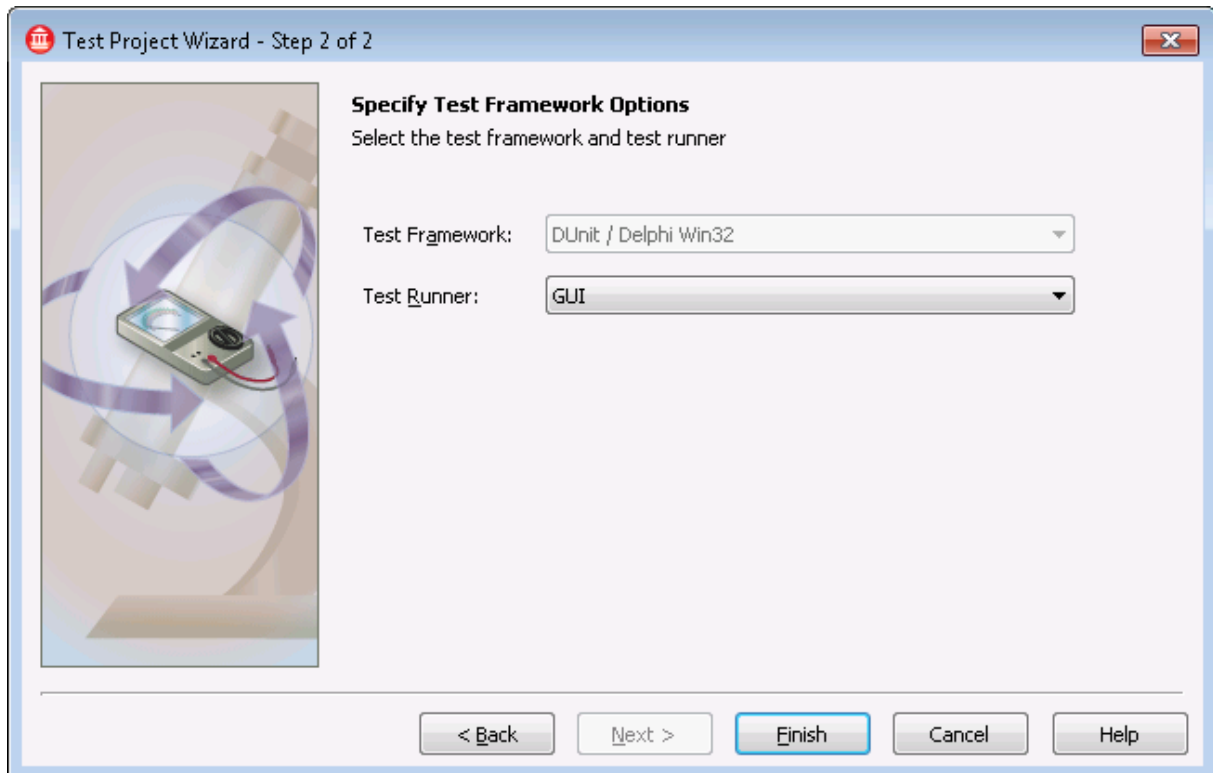 Test Project Wizard - Step 2 of 2
Specify Test Framework Options
Select the test framework and test runner
Test Framework: DUnit / Delphi Win32
Test Runner: GUI
< Back Next > Finish Cancel Help